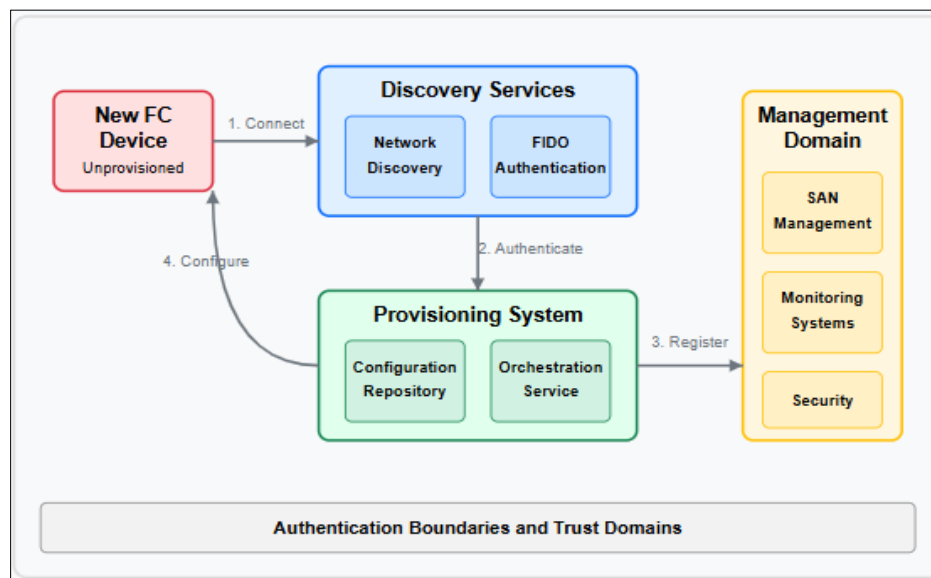 New FC
Device
Unprovisioned
1. Connect
Discovery Services
Network
Discovery
FIDO
Authentication
Management
Domain
SAN
Management
Monitoring
Systems
Security
2. Authenticate
4. Configure
Provisioning System
Configuration
Repository
Orchestration
Service
3. Register
Authentication Boundaries and Trust Domains